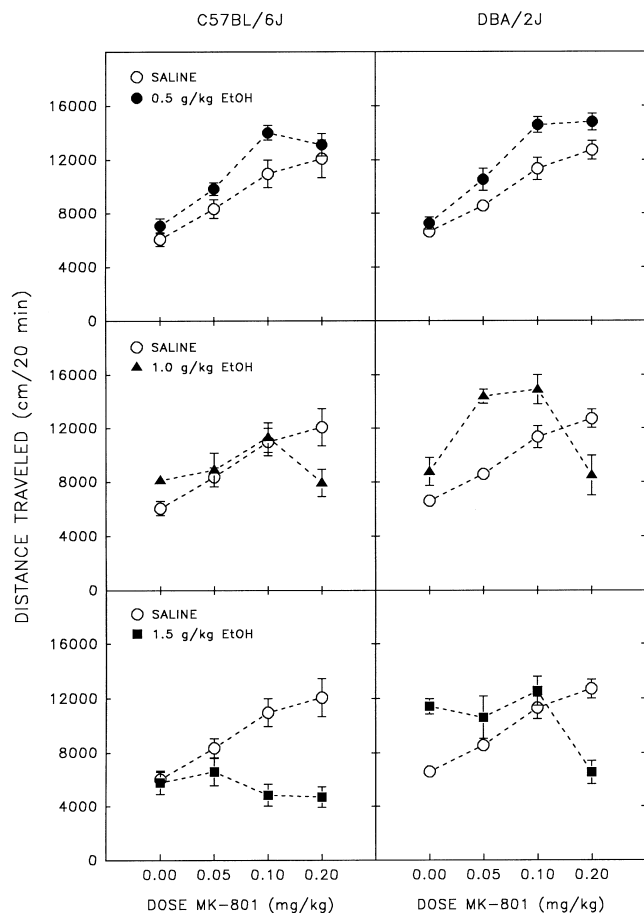 C57BL/6J
DBA/2J
DISTANCE TRAVELED (cm/20 min)
SALINE
0.5 g/kg EtOH
16000
12000
8000
4000
0
SALINE
1.0 g/kg EtOH
16000
12000
8000
4000
0
SALINE
1.5 g/kg EtOH
16000
12000
8000
4000
0
0.00 0.05 0.10 0.20
0.00 0.05 0.10 0.20
DOSE MK-801 (mg/kg)
DOSE MK-801 (mg/kg)